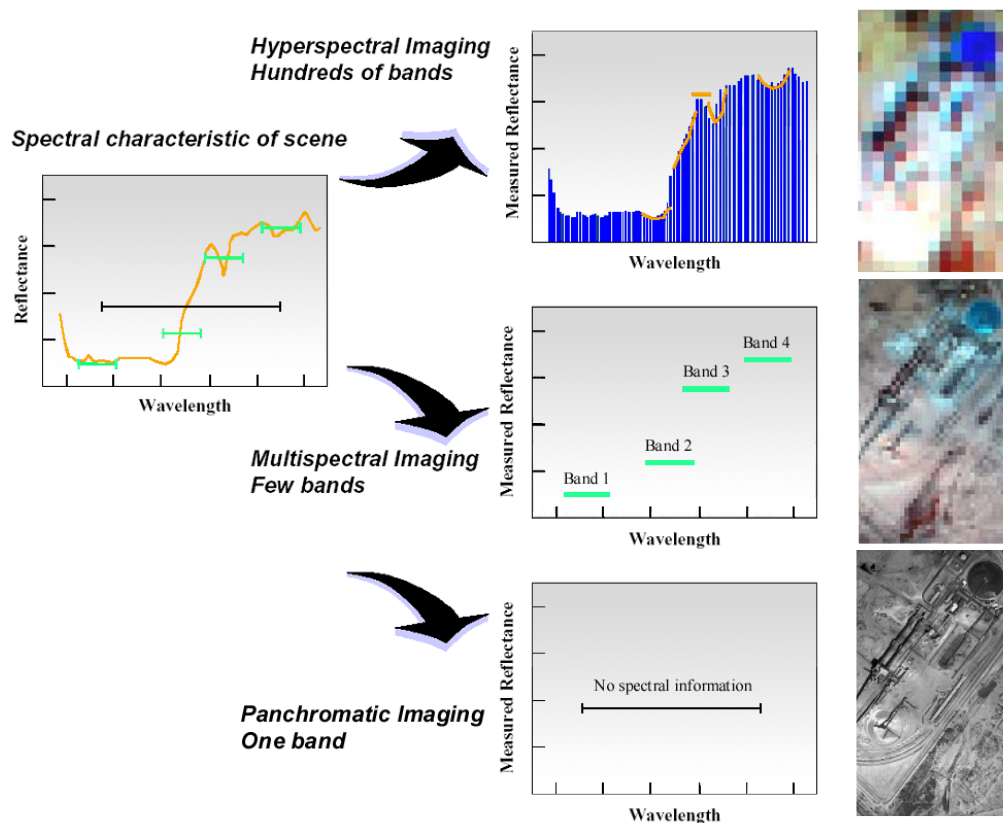 Hyperspectral Imaging
Hundreds of bands
Measured Reflectance
Wavelength
Spectral characteristic of scene
Reflectance
Wavelength
Multispectral Imaging
Few bands
Measured Reflectance
Band 1
Band 2
Band 3
Band 4
Wavelength
Panchromatic Imaging
One band
Measured Reflectance
No spectral information
Wavelength